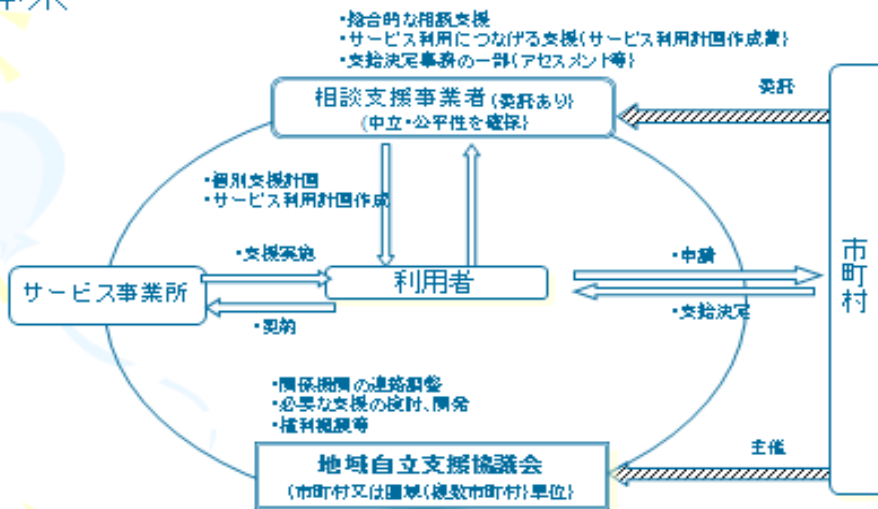 ・総合的な相談支援
・サービス利用につなげる支援(サービス利用計画作成費)
・支給決定事務の一部(アセスメント等)
委託
相談支援事業者(委託あり)
(中立・公平性を確保)
・個別支援計画
・サービス利用計画作成
・支援実施
・申請
サービス事業所
利用者
市町村
・契約
・支給決定
・関係機関の連絡調整
・必要な支援の検討、開発
・権利擁護等
主催
地域自立支援協議会
(市町村又は圏域(複数市町村)単位)